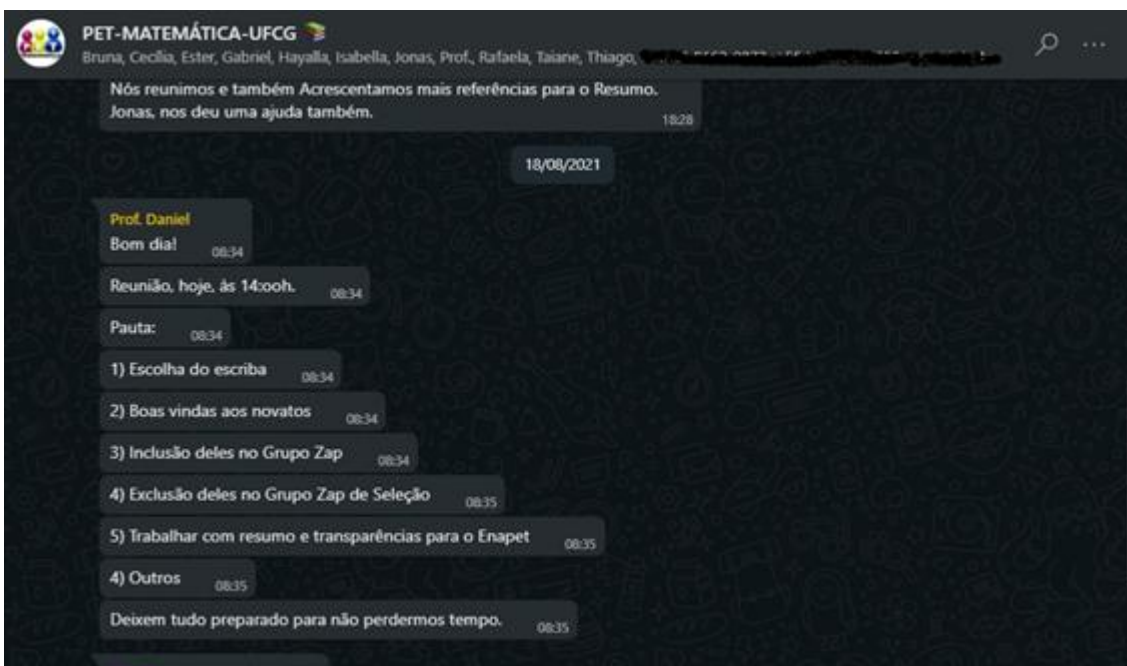 PET-MATEMÁTICA-UFCG
Bruna, Cecília, Ester, Gabriel, Hayalla, Isabella, Jonas, Prof., Rafaela, Taiane, Thiago,
Nós reunimos e também Acrescentamos mais referências para o Resumo.
Jonas, nos deu uma ajuda também.
18:28
18/08/2021
Prof. Daniel
Bom dia! 08:34
Reunião, hoje, às 14:ooh. 08:34
Pauta: 08:34
1) Escolha do escriba 08:34
2) Boas vindas aos novatos 08:34
3) Inclusão deles no Grupo Zap 08:34
4) Exclusão deles no Grupo Zap de Seleção 08:35
5) Trabalhar com resumo e transparências para o Enapet 08:35
4) Outros 08:35
Deixem tudo preparado para não perdermos tempo. 08:35